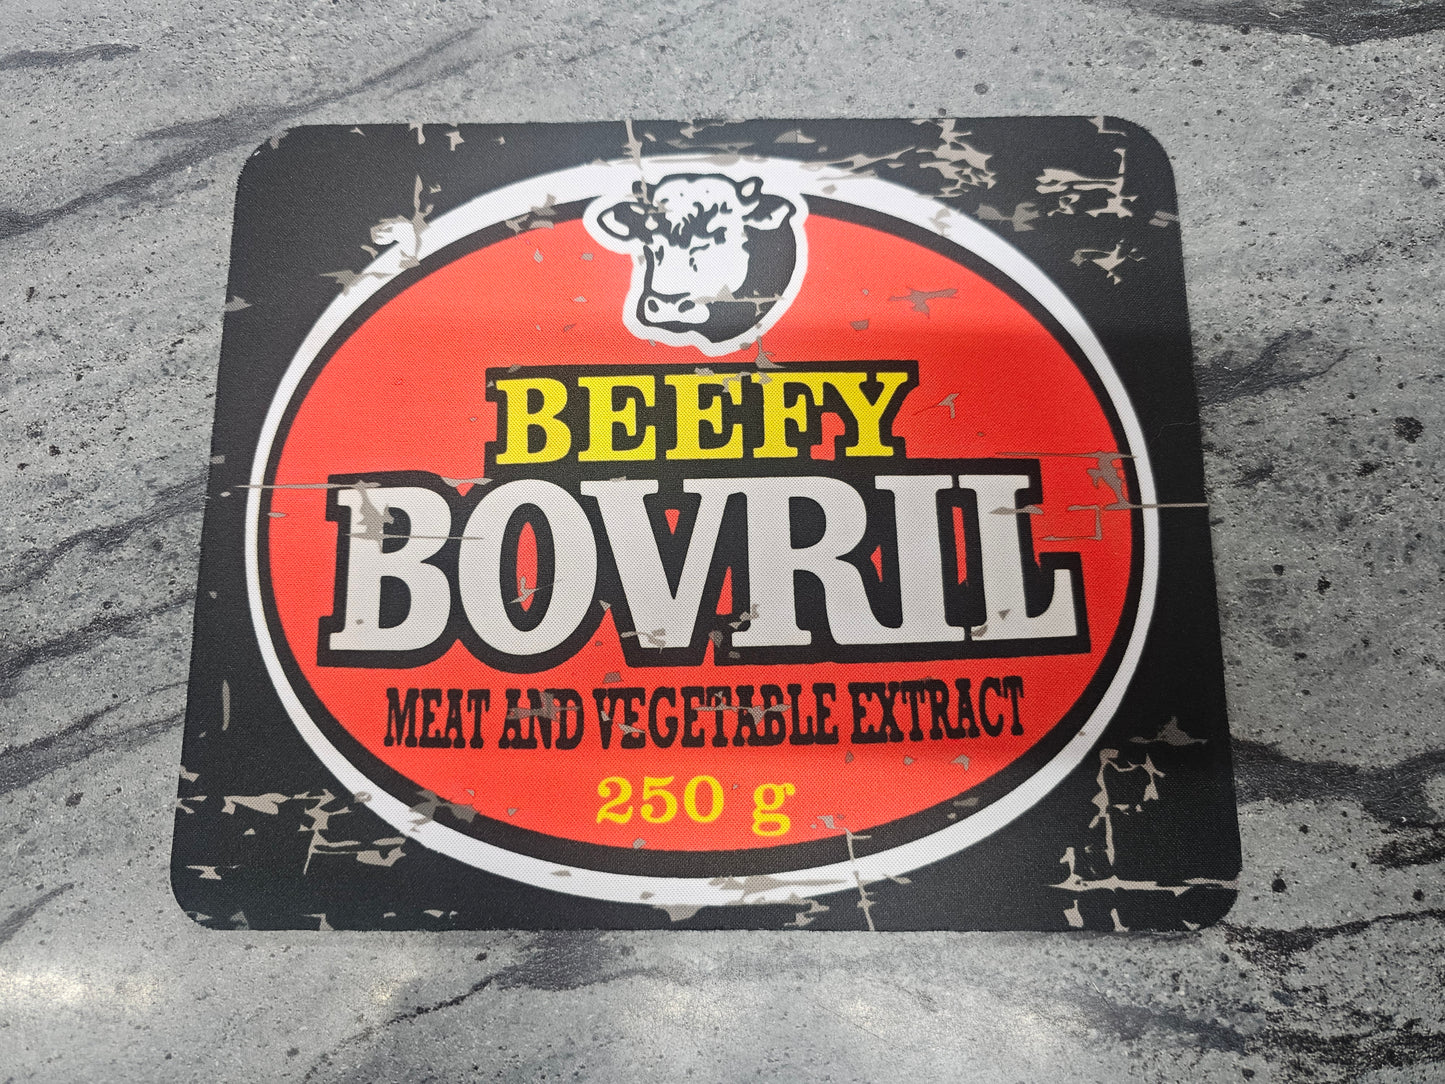 BEEFY
BOVRIL
MEAT AND VEGETABLE EXTRACT
250 g